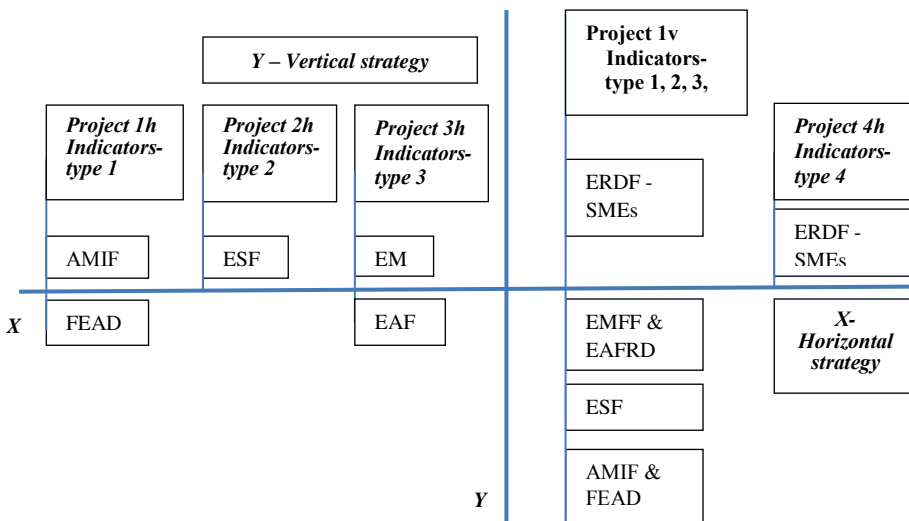 Y – Vertical strategy
Project 1v
Indicators-
type 1, 2, 3,
Project 1h
Indicators-
type 1
Project 2h
Indicators-
type 2
Project 3h
Indicators-
type 3
Project 4h
Indicators-
type 4
AMIF
ESF
EM
ERDF -
SMEs
ERDF -
SMEs
X
FEAD
EAF
EMFF &
EAFRD
X-
Horizontal
strategy
ESF
Y
AMIF &
FEAD